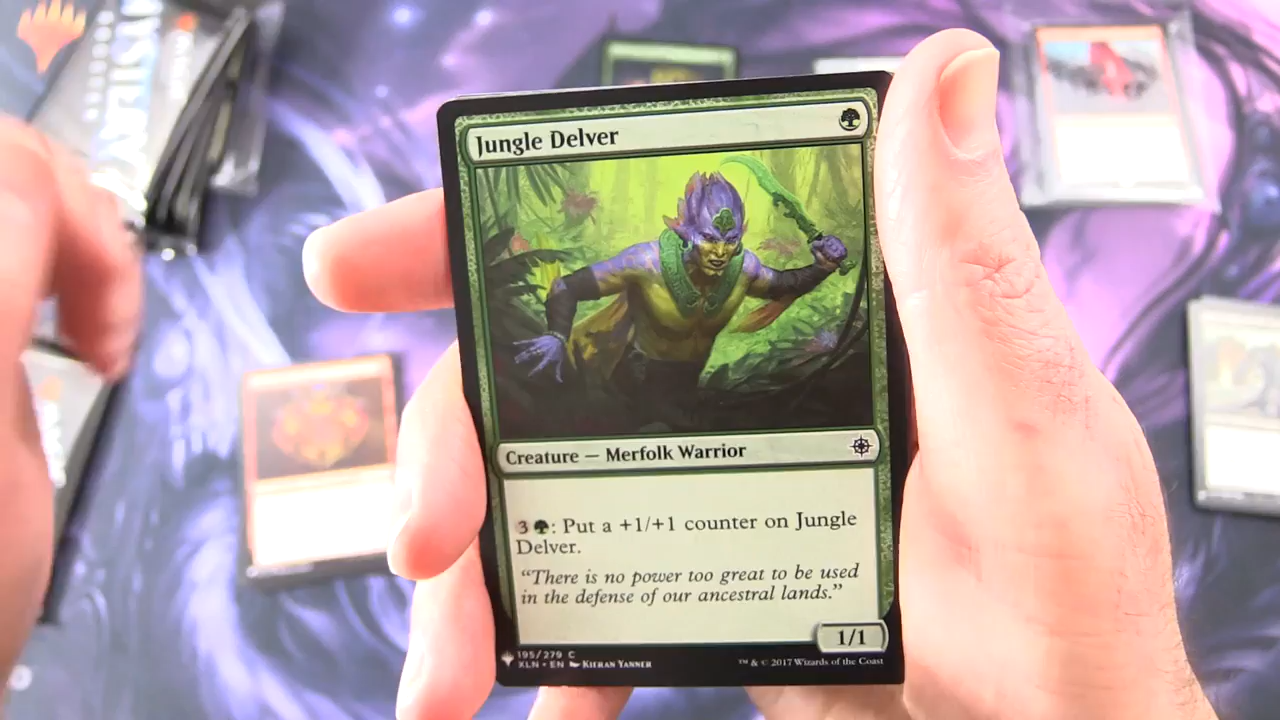 Jungle Delver
Creature — Merfolk Warrior
3: Put a +1/+1 counter on Jungle
Delver.
“There is no power too great to be used
in the defense of our ancestral lands.”
1/1
195/279 C
XLN • EN Kieran Yanner
™ & © 2017 Wizards of the Coast